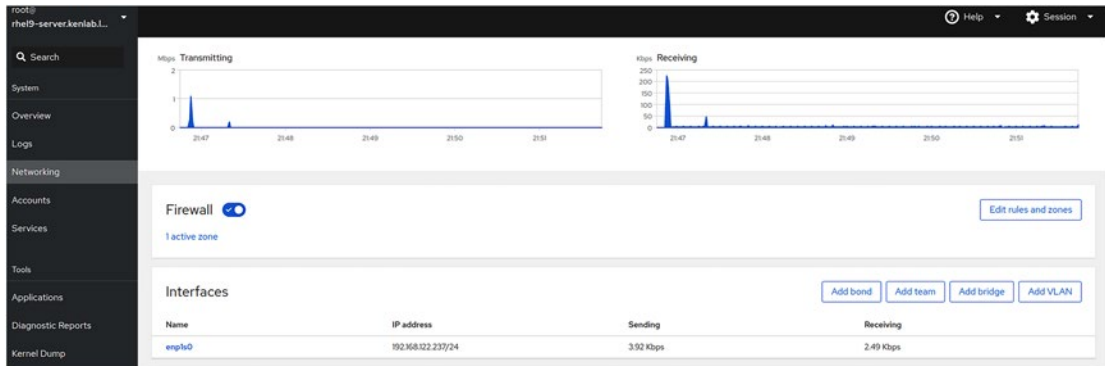 root@
rhel9-server.kenlab.l...
Help
Session
Search
System
Overview
Logs
Networking
Accounts
Services
Tools
Applications
Diagnostic Reports
Kernel Dump
Mbps Transmitting
2
1
0
21:47 21:48 21:49 21:50 21:51
Kbps Receiving
250
200
150
100
50
0
21:47 21:48 21:49 21:50 21:51
Firewall
Edit rules and zones
1 active zone
Interfaces
Add bond Add team Add bridge Add VLAN
Name IP address Sending Receiving
enp1s0 192.168.122.237/24 3.92 Kbps 2.49 Kbps